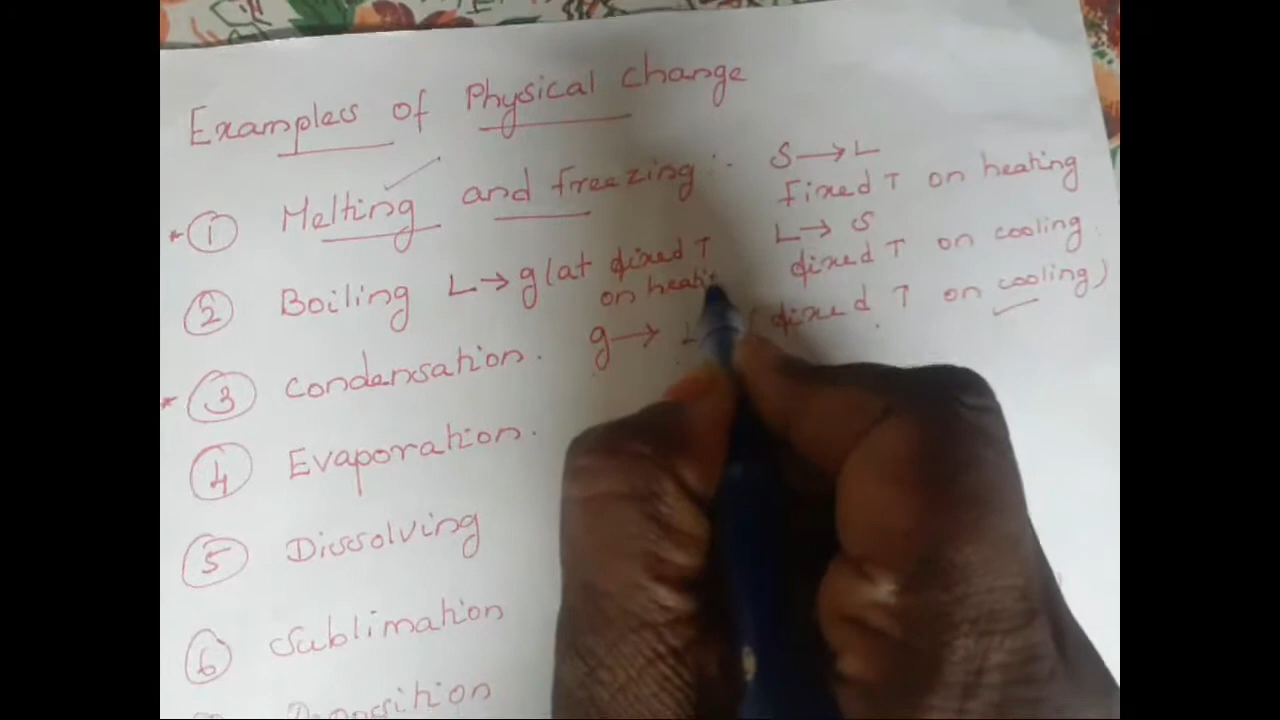 Examples of Physical Change
① Melting and freezing :- S → L
fixed T on heating
L → S
fixed T on cooling
② Boiling L → g (at fixed T
on heati
③ Condensation. g → L (fixed T on cooling)
④ Evaporation.
⑤ Dissolving
⑥ Sublimation